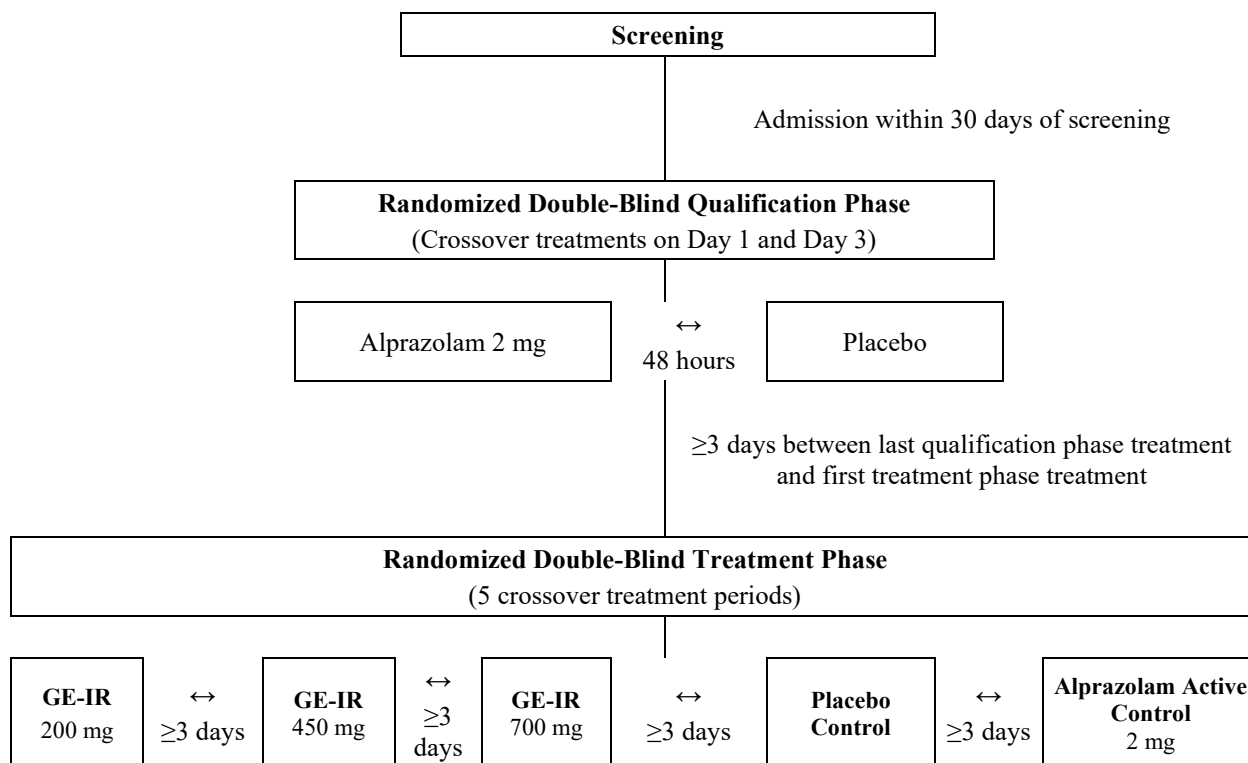 Screening
Admission within 30 days of screening
Randomized Double-Blind Qualification Phase
(Crossover treatments on Day 1 and Day 3)
Alprazolam 2 mg
↔
48 hours
Placebo
≥3 days between last qualification phase treatment
and first treatment phase treatment
Randomized Double-Blind Treatment Phase
(5 crossover treatment periods)
GE-IR
200 mg
↔
≥3 days
GE-IR
450 mg
↔
≥3
days
GE-IR
700 mg
↔
≥3 days
Placebo
Control
↔
≥3 days
Alprazolam Active
Control
2 mg